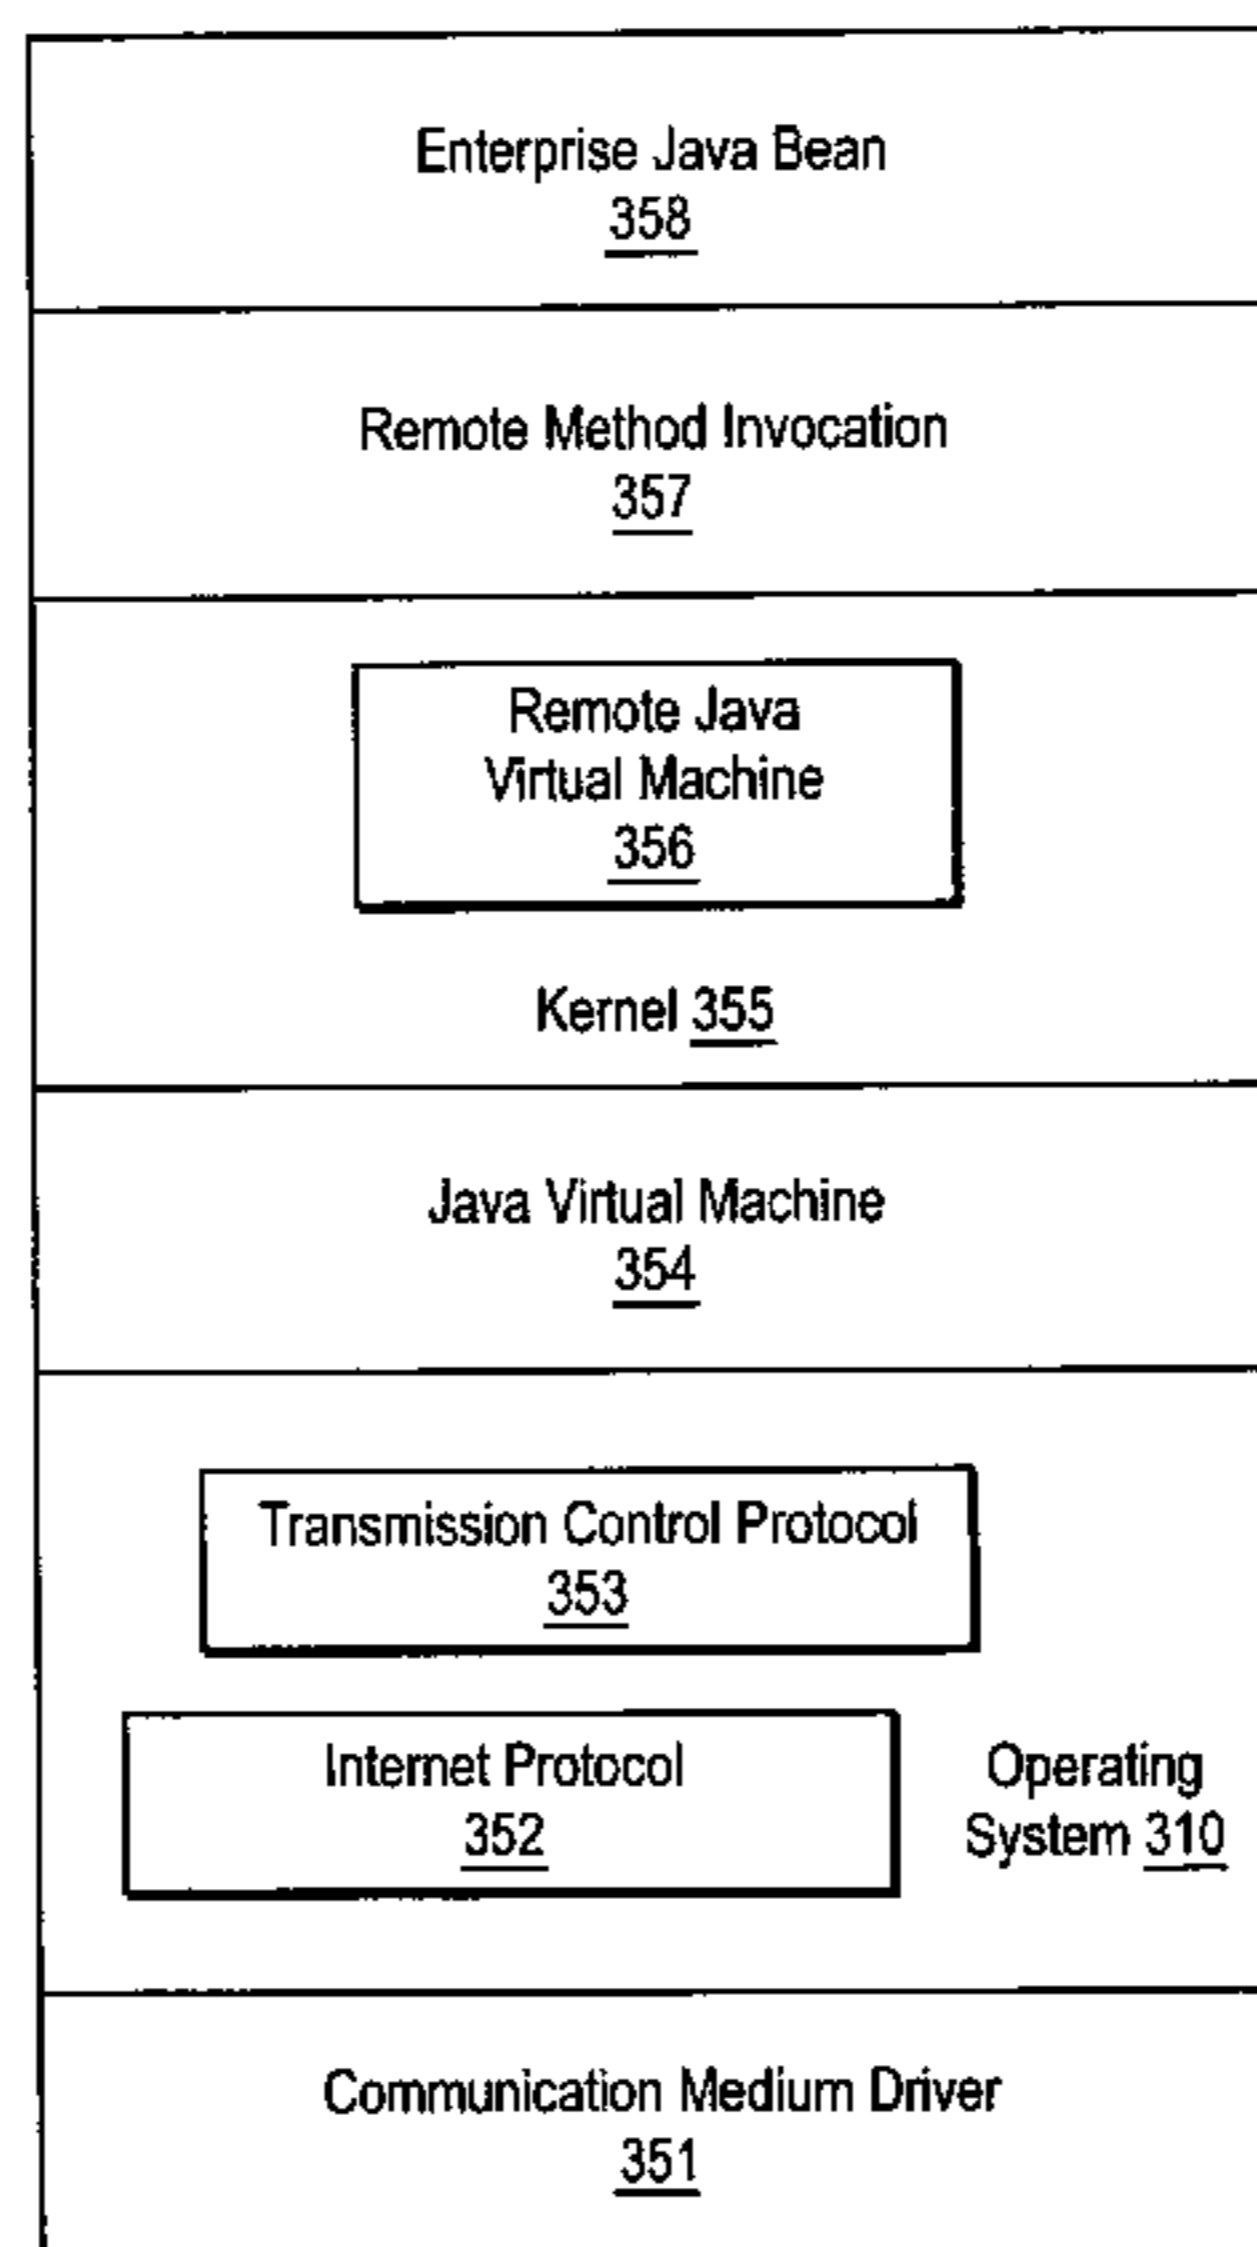 Enterprise Java Bean
358
Remote Method Invocation
357
Remote Java
Virtual Machine
356
Kernel 355
Java Virtual Machine
354
Transmission Control Protocol
353
Internet Protocol
352
Operating
System 310
Communication Medium Driver
351